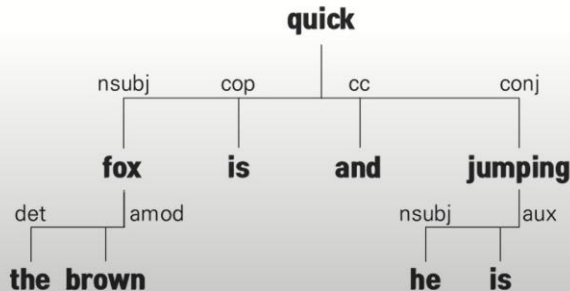 quick
nsubj cop cc conj
fox is and jumping
det amod nsubj aux
the brown he is